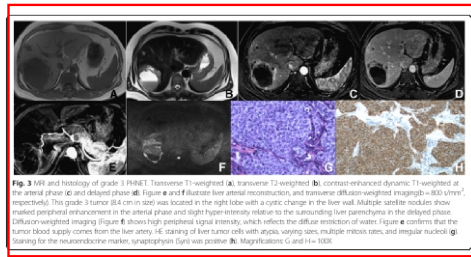 A
B
C
D
F
G
H
Fig. 3 MRI and histology of grade 3 PHNET. Transverse T1-weighted (a), transverse T2-weighted (b), contrast-enhanced dynamic T1-weighted at
the arterial phase (c) and delayed phase (d). Figure e and f illustrate liver arterial reconstruction, and transverse diffusion-weighted imaging(b = 800 s/mm²,
respectively). This grade 3 tumor (8.4 cm in size) was located in the right lobe with a cystic change in the liver wall. Multiple satellite nodules show
marked peripheral enhancement in the arterial phase and slight hyper-intensity relative to the surrounding liver parenchyma in the delayed phase.
Diffusion-weighted imaging (Figure f) shows high peripheral signal intensity, which reflects the diffuse restriction of water. Figure e confirms that the
tumor blood supply comes from the liver artery. HE staining of liver tumor cells with atypia, varying sizes, multiple mitosis rates, and irregular nucleoli (g).
Staining for the neuroendocrine marker, synaptophysin (Syn) was positive (h). Magnifications: G and H = 100X